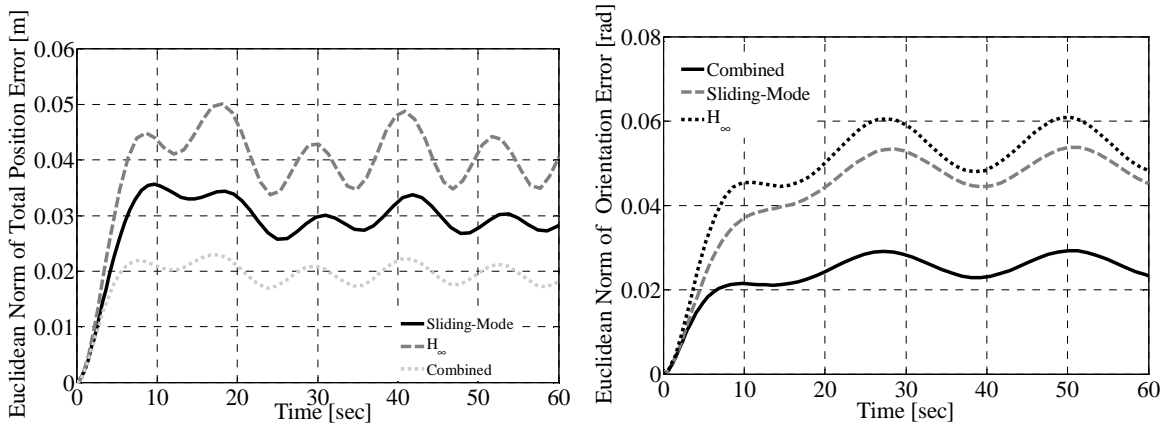 Euclidean Norm of Total Position Error [m]
0.06
0.05
0.04
0.03
0.02
0.01
0
Sliding-Mode
H∞
Combined
0 10 20 30 40 50 60
Time [sec]
Euclidean Norm of Orientation Error [rad]
0.08
0.06
0.04
0.02
0
Combined
Sliding-Mode
H∞
0 10 20 30 40 50 60
Time [sec]